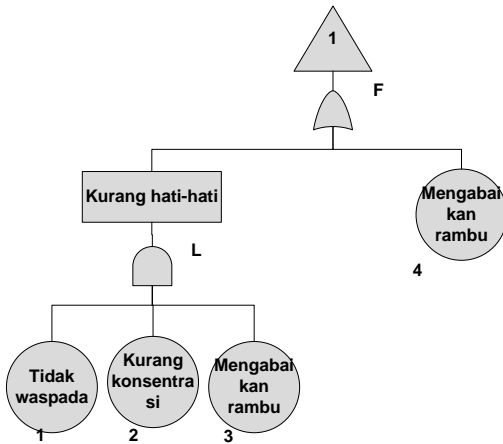 1
F
Kurang hati-hati
Mengabai
kan
rambu
L
4
Tidak
waspada
Kurang
konsentra
si
Mengabai
kan
rambu
1
2
3